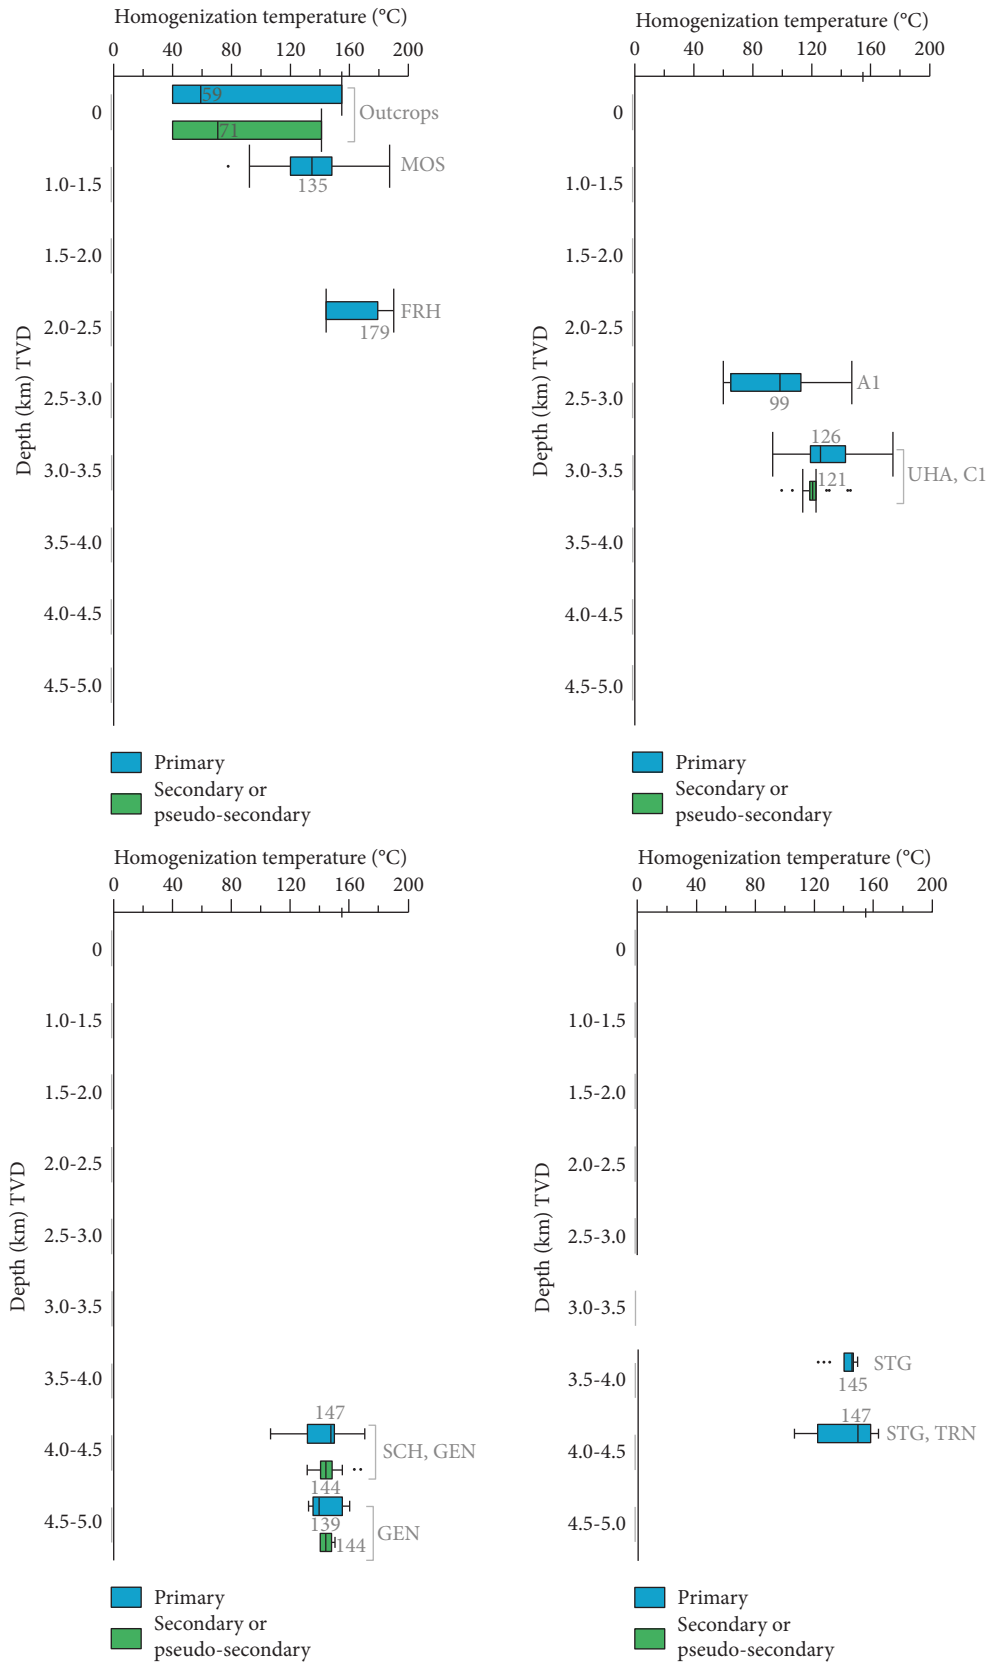 Homogenization temperature (°C)
0 40 80 120 160 200
Depth (km) TVD
0
1.0-1.5
1.5-2.0
2.0-2.5
2.5-3.0
3.0-3.5
3.5-4.0
4.0-4.5
4.5-5.0
59
Outcrops
71
MOS
135
FRH
179
Primary
Secondary or
pseudo-secondary
Homogenization temperature (°C)
0 40 80 120 160 200
Depth (km) TVD
0
1.0-1.5
1.5-2.0
2.0-2.5
2.5-3.0
3.0-3.5
3.5-4.0
4.0-4.5
4.5-5.0
A1
99
126
UHA, C1
121
Primary
Secondary or
pseudo-secondary
Homogenization temperature (°C)
0 40 80 120 160 200
Depth (km) TVD
0
1.0-1.5
1.5-2.0
2.0-2.5
2.5-3.0
3.0-3.5
3.5-4.0
4.0-4.5
4.5-5.0
147
SCH, GEN
144
139
GEN
144
Primary
Secondary or
pseudo-secondary
Homogenization temperature (°C)
0 40 80 120 160 200
Depth (km) TVD
0
1.0-1.5
1.5-2.0
2.0-2.5
2.5-3.0
3.0-3.5
3.5-4.0
4.0-4.5
4.5-5.0
STG
145
147
STG, TRN
Primary
Secondary or
pseudo-secondary